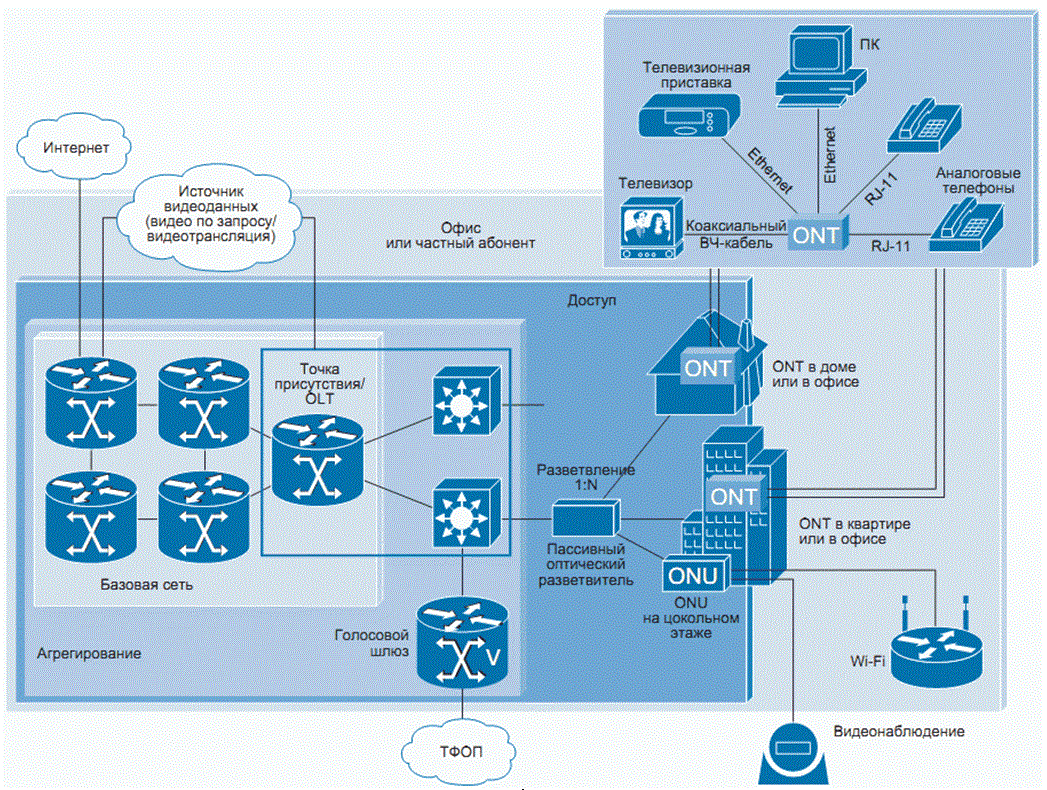 ПК
Телевизионная
приставка
Ethernet
Ethernet
RJ-11
Аналоговые
телефоны
Телевизор
Коаксиальный
ВЧ-кабель
ONT
RJ-11
Интернет
Источник
видеоданных
(видео по запросу/
видеотрансляция)
Офис
или частный абонент
Доступ
Точка
присутствия/
OLT
ONT
ONT в доме
или в офисе
Разветвление
1:N
ONT
ONT в квартире
или в офисе
Пассивный
оптический
разветвитель
ONU
ONU
на цокольном
этаже
Базовая сеть
Агрегирование
Голосовой
шлюз
V
Wi-Fi
ТФОП
Видеонаблюдение